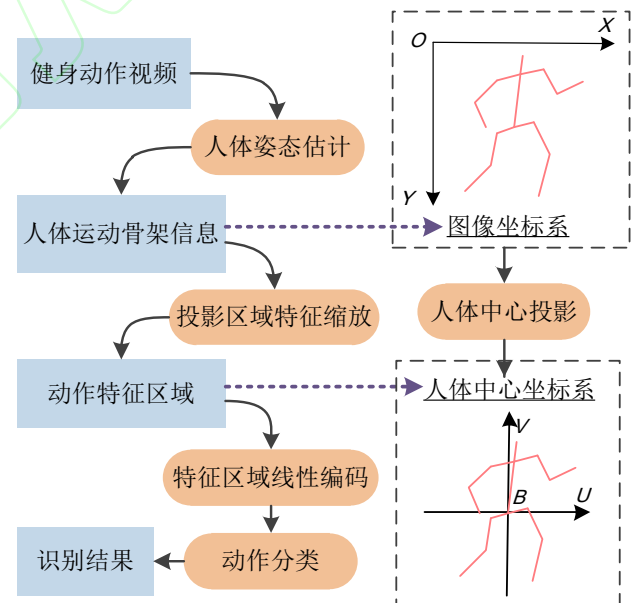 健身动作视频
人体姿态估计
人体运动骨架信息
投影区域特征缩放
动作特征区域
特征区域线性编码
动作分类
识别结果
O
X
Y
图像坐标系
人体中心投影
人体中心坐标系
V
B
U